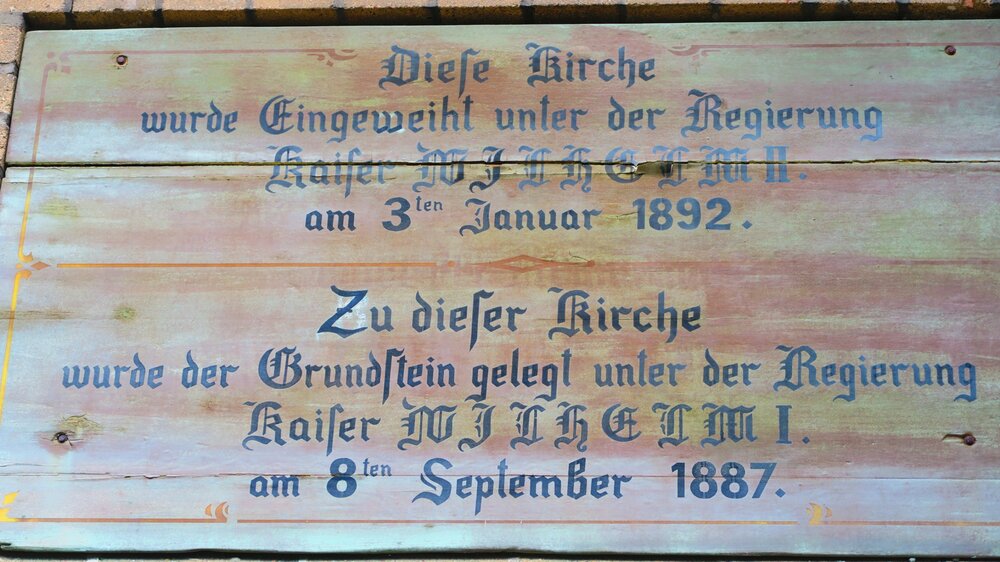 Dieſe Kirche
wurde Eingeweiht unter der Regierung
Kaiſer WILHELM II.
am 3ten Januar 1892.
Zu dieſer Kirche
wurde der Grundſtein gelegt unter der Regierung
Kaiſer WILHELM I.
am 8ten September 1887.